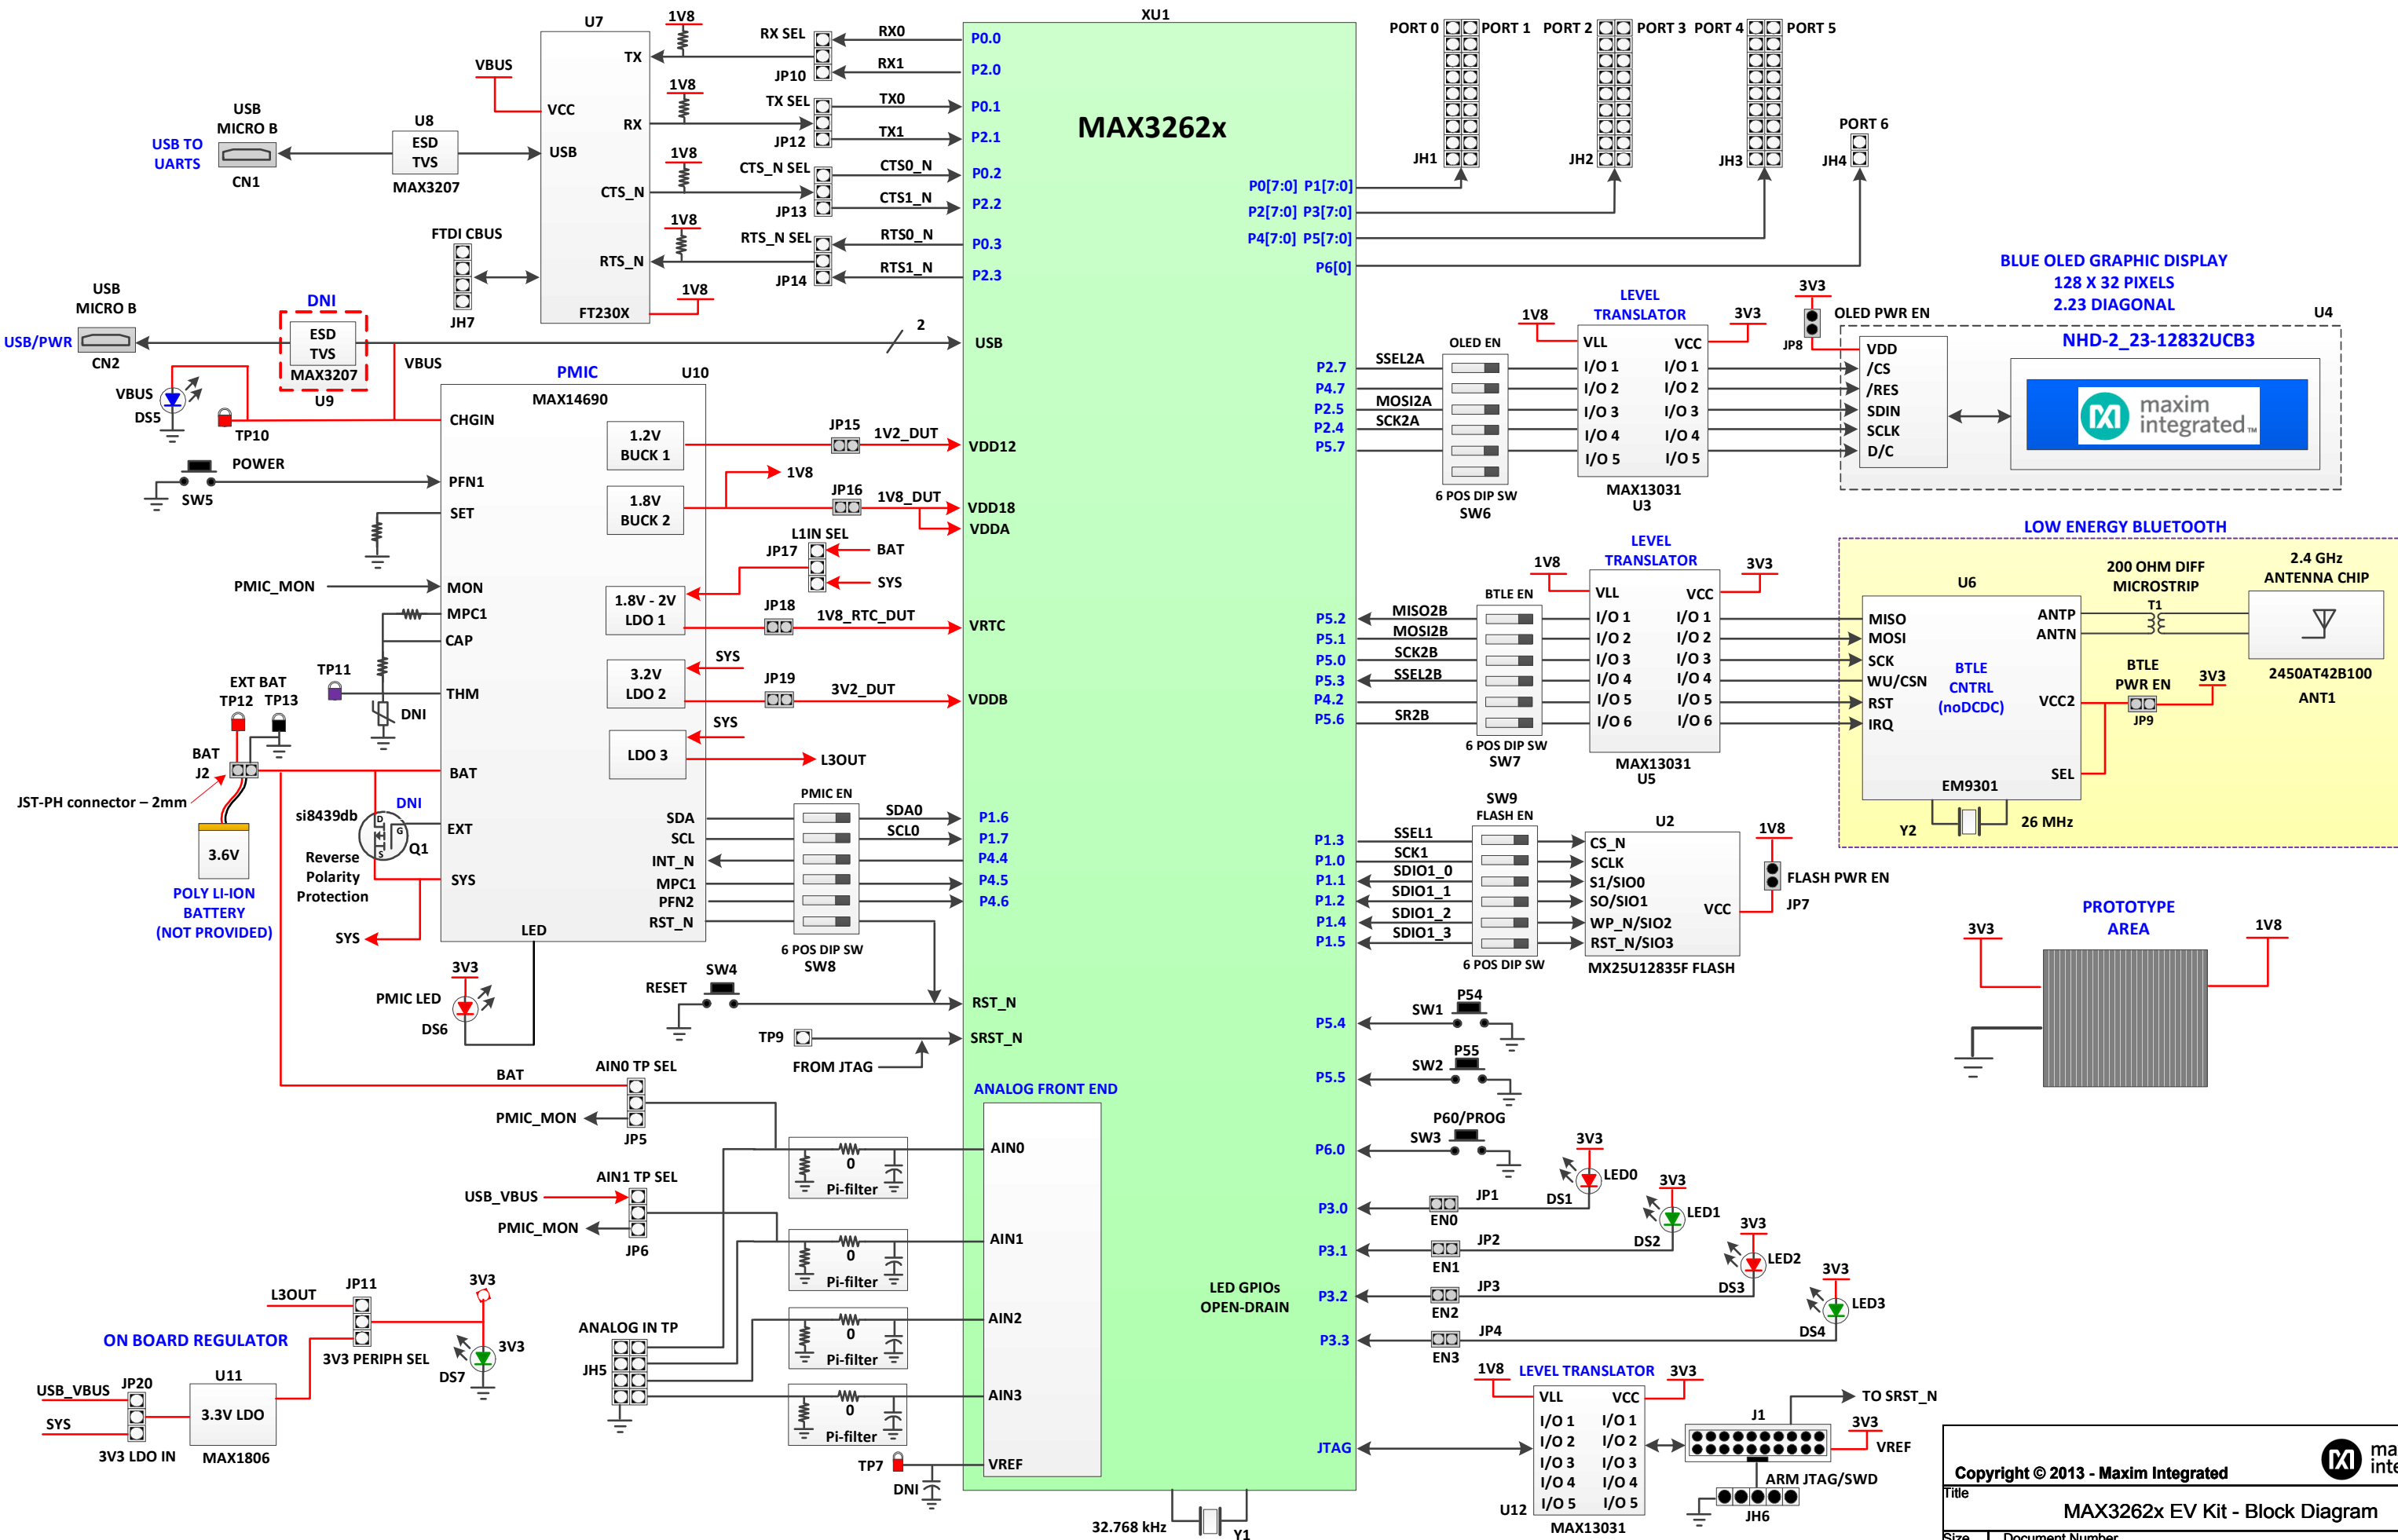 U7
1V8
TX
RX
CTS_N
RTS_N
VCC
USB
FT230X
1V8
VBUS
1V8
1V8
1V8
USB
MICRO B
USB TO
UARTS
CN1
U8
ESD
TVS
MAX3207
FTDI CBUS
JH7
RX SEL
JP10
RX0
RX1
TX SEL
JP12
TX0
TX1
CTS_N SEL
JP13
CTS0_N
CTS1_N
RTS_N SEL
JP14
RTS0_N
RTS1_N
XU1
MAX3262x
P0.0
P2.0
P0.1
P2.1
P0.2
P2.2
P0.3
P2.3
USB
VDD12
VDD18
VDDA
VRTC
VDDB
P1.6
P1.7
P4.4
P4.5
P4.6
RST_N
SRST_N
USB
MICRO B
USB/PWR
CN2
DNI
ESD
TVS
MAX3207
U9
2
VBUS
VBUS
DS5
TP10
POWER
SW5
PMIC
U10
MAX14690
CHGIN
PFN1
SET
MON
MPC1
CAP
THM
BAT
EXT
SYS
LED
1.2V
BUCK 1
1.8V
BUCK 2
1.8V - 2V
LDO 1
3.2V
LDO 2
LDO 3
SDA
SCL
INT_N
MPC1
PFN2
RST_N
PMIC_MON
TP11
DNI
EXT BAT
TP12
TP13
BAT
J2
JST-PH connector – 2mm
3.6V
POLY LI-ION
BATTERY
(NOT PROVIDED)
si8439db
DNI
D
G
S
Q1
Reverse
Polarity
Protection
SYS
3V3
PMIC LED
DS6
JP15
1V2_DUT
1V8
JP16
1V8_DUT
L1IN SEL
JP17
BAT
SYS
JP18
1V8_RTC_DUT
SYS
JP19
3V2_DUT
SYS
L3OUT
PMIC EN
SDA0
SCL0
6 POS DIP SW
SW8
RESET
SW4
TP9
FROM JTAG
BAT
AIN0 TP SEL
PMIC_MON
JP5
AIN1 TP SEL
USB_VBUS
PMIC_MON
JP6
0
Pi-filter
0
Pi-filter
0
Pi-filter
0
Pi-filter
ANALOG IN TP
JH5
TP7
DNI
ANALOG FRONT END
AIN0
AIN1
AIN2
AIN3
VREF
L3OUT
JP11
3V3
3V3
DS7
3V3 PERIPH SEL
ON BOARD REGULATOR
USB_VBUS
SYS
JP20
3V3 LDO IN
U11
3.3V LDO
MAX1806
32.768 kHz
Y1
PORT 0
PORT 1
PORT 2
PORT 3
PORT 4
PORT 5
PORT 6
JH1
JH2
JH3
JH4
P0[7:0] P1[7:0]
P2[7:0] P3[7:0]
P4[7:0] P5[7:0]
P6[0]
BLUE OLED GRAPHIC DISPLAY
128 X 32 PIXELS
2.23 DIAGONAL
U4
NHD-2_23-12832UCB3
maxim
integrated™
VDD
/CS
/RES
SDIN
SCLK
D/C
3V3
OLED PWR EN
JP8
LEVEL
TRANSLATOR
1V8
3V3
VLL
VCC
I/O 1 I/O 1
I/O 2 I/O 2
I/O 3 I/O 3
I/O 4 I/O 4
I/O 5 I/O 5
MAX13031
U3
OLED EN
6 POS DIP SW
SW6
P2.7
P4.7
P2.5
P2.4
P5.7
SSEL2A
MOSI2A
SCK2A
LOW ENERGY BLUETOOTH
LEVEL
TRANSLATOR
1V8
3V3
VLL
VCC
I/O 1 I/O 1
I/O 2 I/O 2
I/O 3 I/O 3
I/O 4 I/O 4
I/O 5 I/O 5
I/O 6 I/O 6
MAX13031
U5
BTLE EN
6 POS DIP SW
SW7
P5.2
P5.1
P5.0
P5.3
P4.2
P5.6
MISO2B
MOSI2B
SCK2B
SSEL2B
SR2B
U6
MISO
MOSI
SCK
WU/CSN
RST
IRQ
ANTP
ANTN
VCC2
SEL
BTLE
CNTRL
(noDCDC)
EM9301
Y2
26 MHz
200 OHM DIFF
MICROSTRIP
T1
2.4 GHz
ANTENNA CHIP
2450AT42B100
ANT1
BTLE
PWR EN
3V3
JP9
SW9
FLASH EN
6 POS DIP SW
P1.3
P1.0
P1.1
P1.2
P1.4
P1.5
SSEL1
SCK1
SDIO1_0
SDIO1_1
SDIO1_2
SDIO1_3
U2
CS_N
SCLK
S1/SIO0
SO/SIO1
WP_N/SIO2
RST_N/SIO3
VCC
MX25U12835F FLASH
1V8
FLASH PWR EN
JP7
PROTOTYPE
AREA
3V3
1V8
P5.4
SW1
P54
P5.5
SW2
P55
P60/PROG
P6.0
SW3
LED GPIOs
OPEN-DRAIN
P3.0
JP1
EN0
3V3
LED0
DS1
P3.1
JP2
EN1
3V3
LED1
DS2
P3.2
JP3
EN2
3V3
LED2
DS3
P3.3
JP4
EN3
3V3
LED3
DS4
LEVEL TRANSLATOR
1V8
3V3
VLL
VCC
I/O 1 I/O 1
I/O 2 I/O 2
I/O 3 I/O 3
I/O 4 I/O 4
I/O 5 I/O 5
U12
MAX13031
JTAG
J1
TO SRST_N
3V3
VREF
ARM JTAG/SWD
JH6
Copyright © 2013 - Maxim Integrated
Title
MAX3262x EV Kit - Block Diagram
Size
Document Number